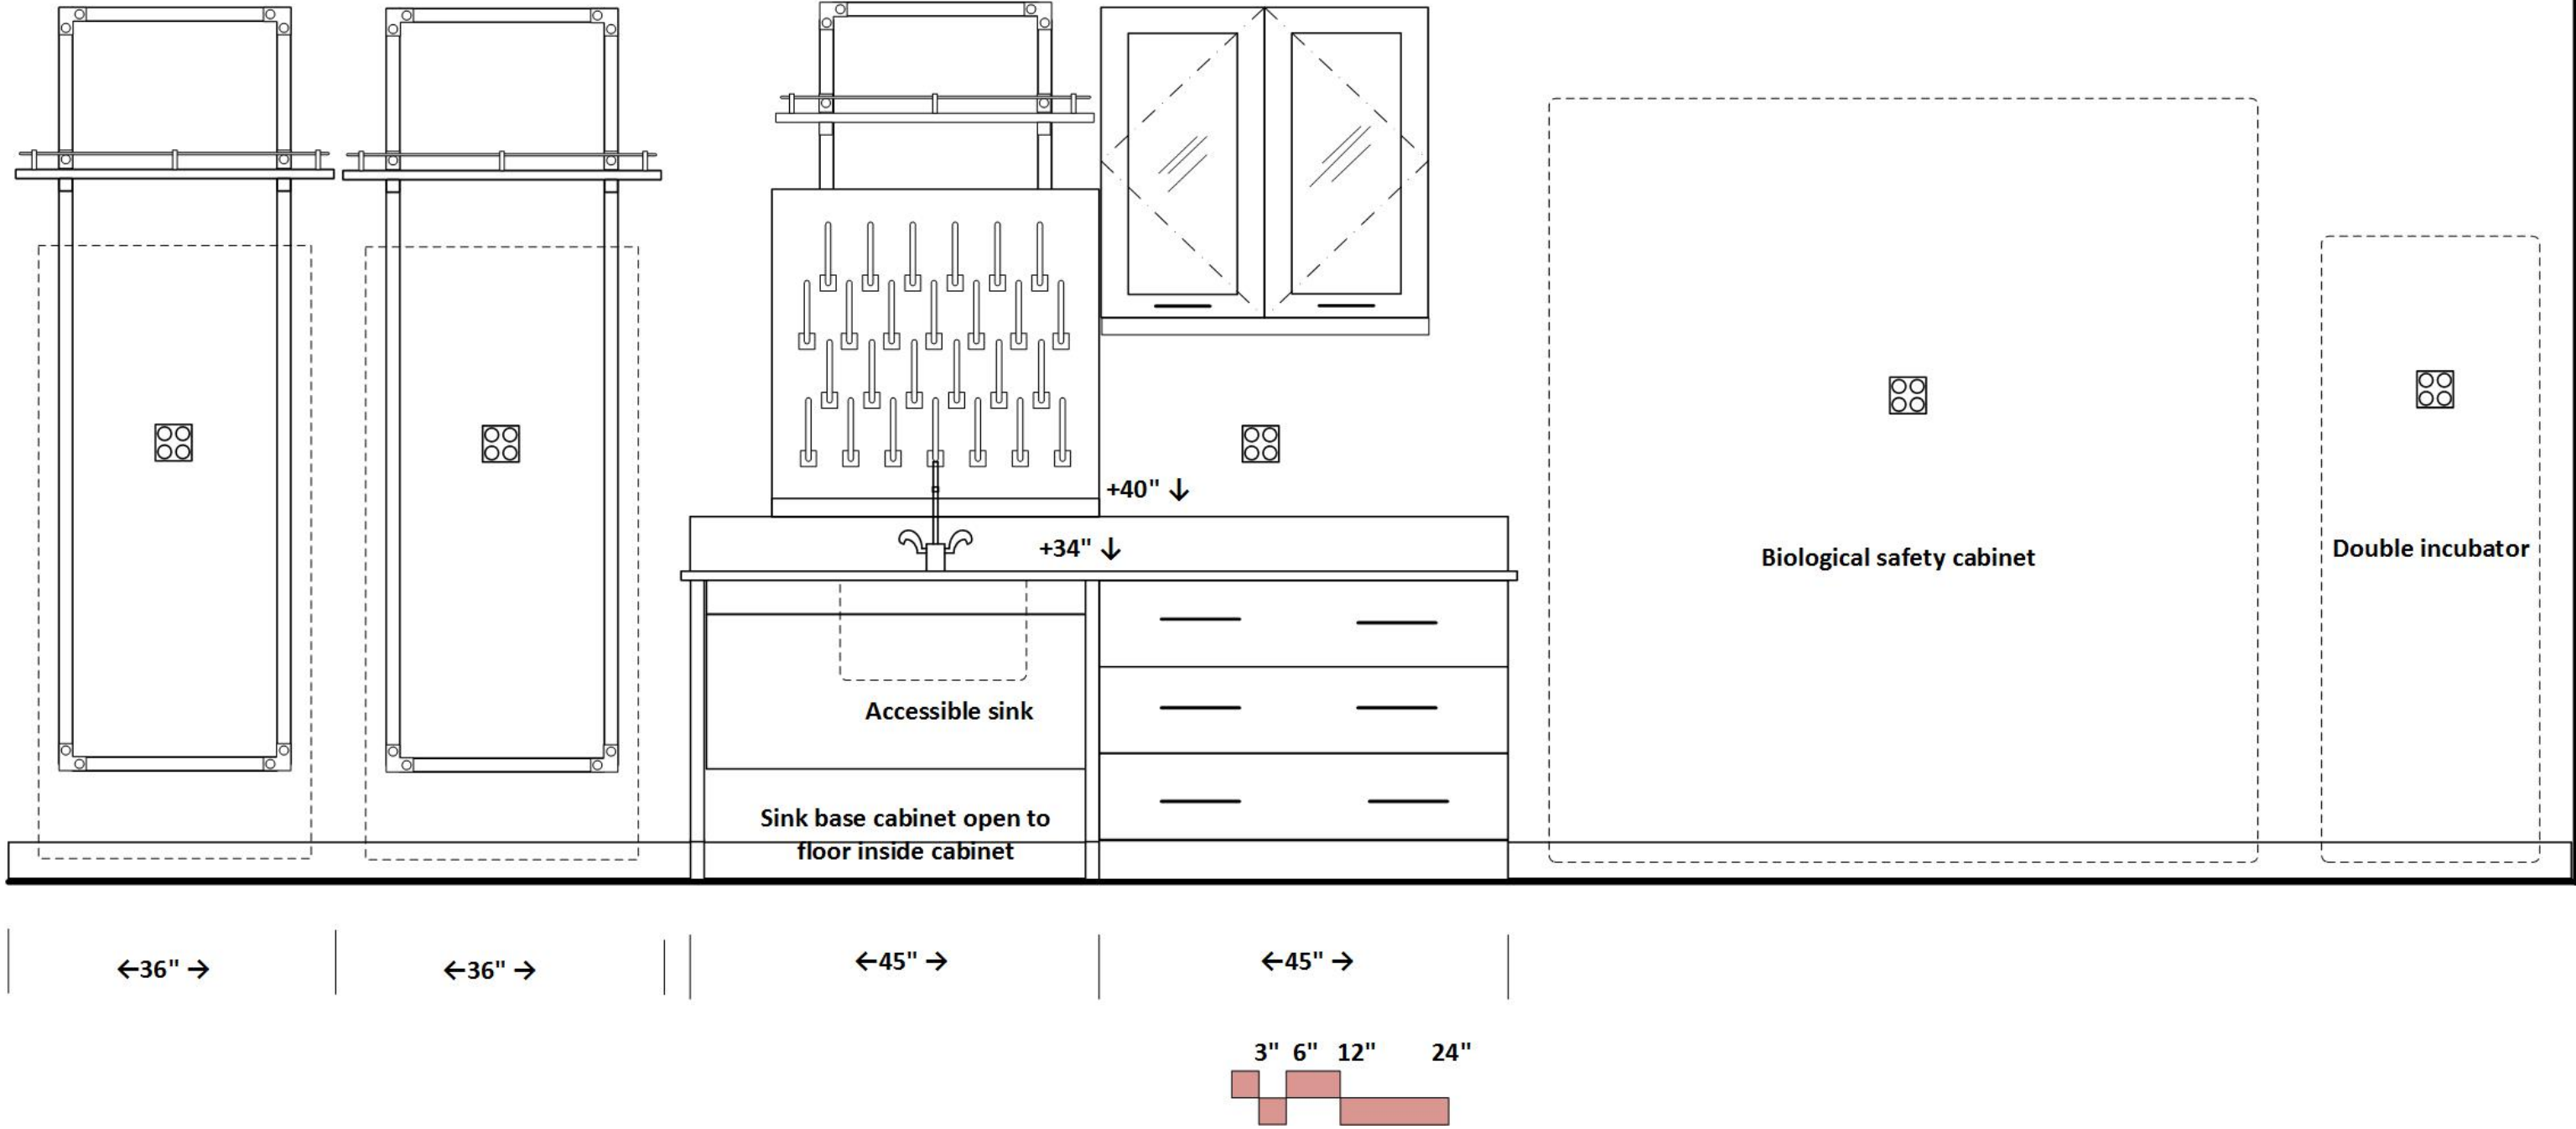 +40" ↓
+34" ↓
Biological safety cabinet
Double incubator
Accessible sink
Sink base cabinet open to
floor inside cabinet
←36" →
←36" →
←45" →
←45" →
3" 6" 12" 24"